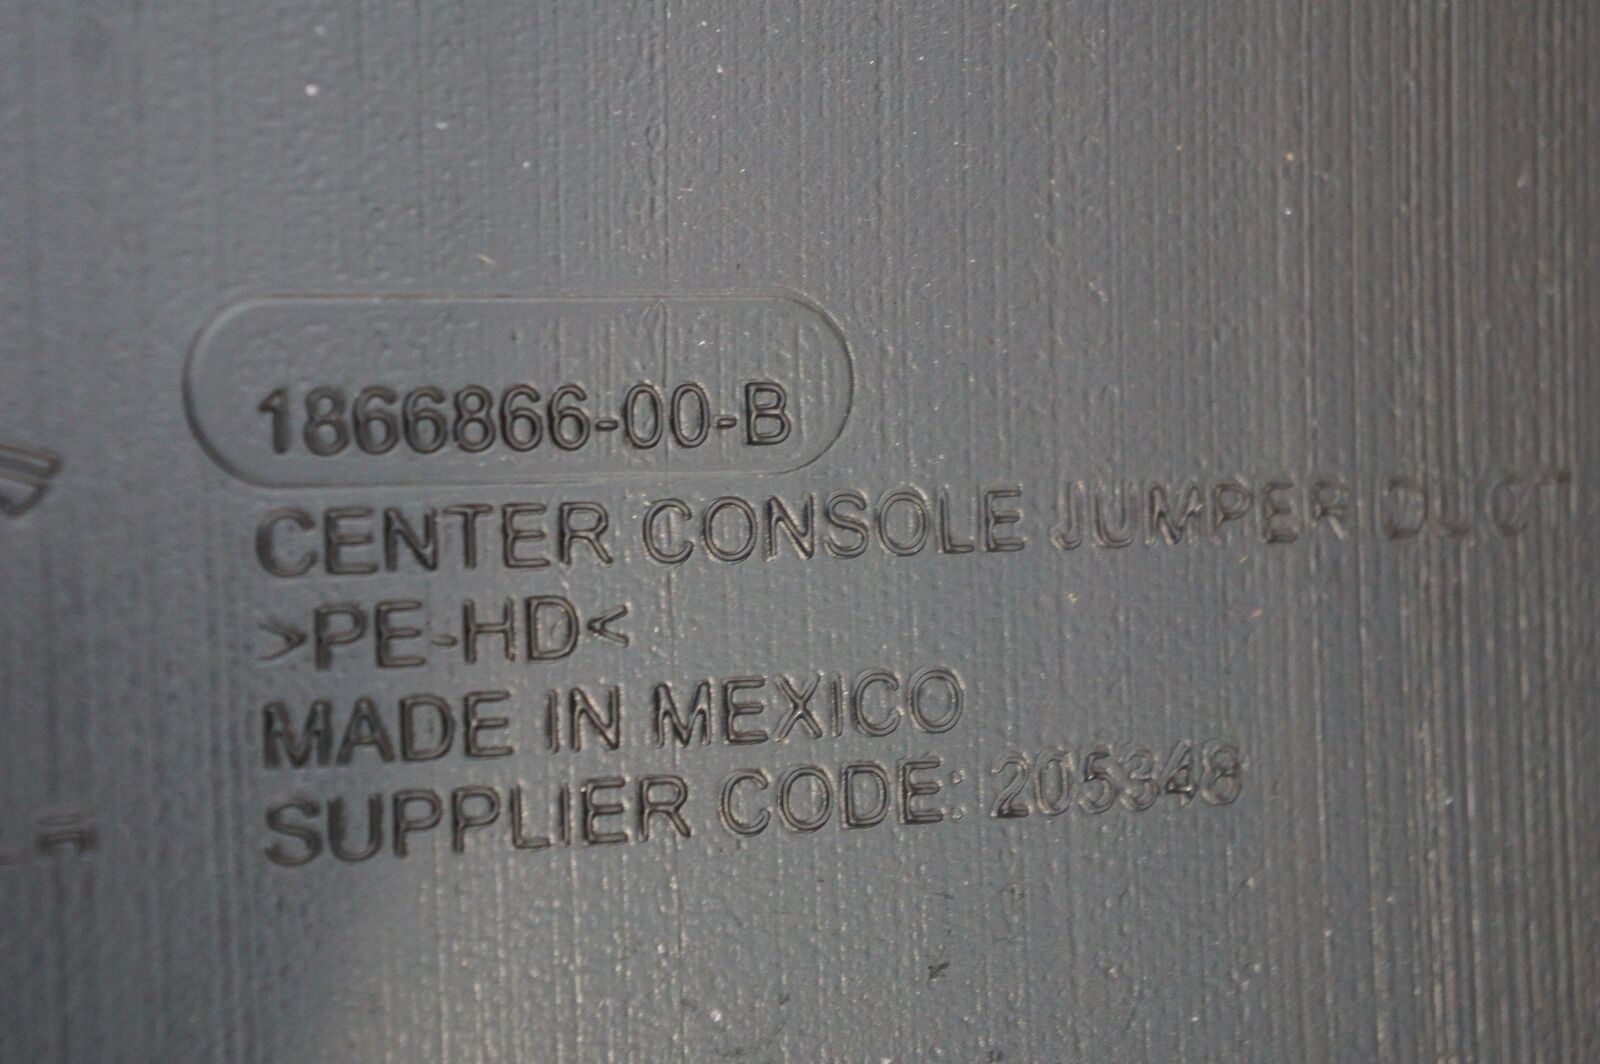 1866866-00-B
CENTER CONSOLE JUMPER DUCT
>PE-HD<
MADE IN MEXICO
SUPPLIER CODE: 205348